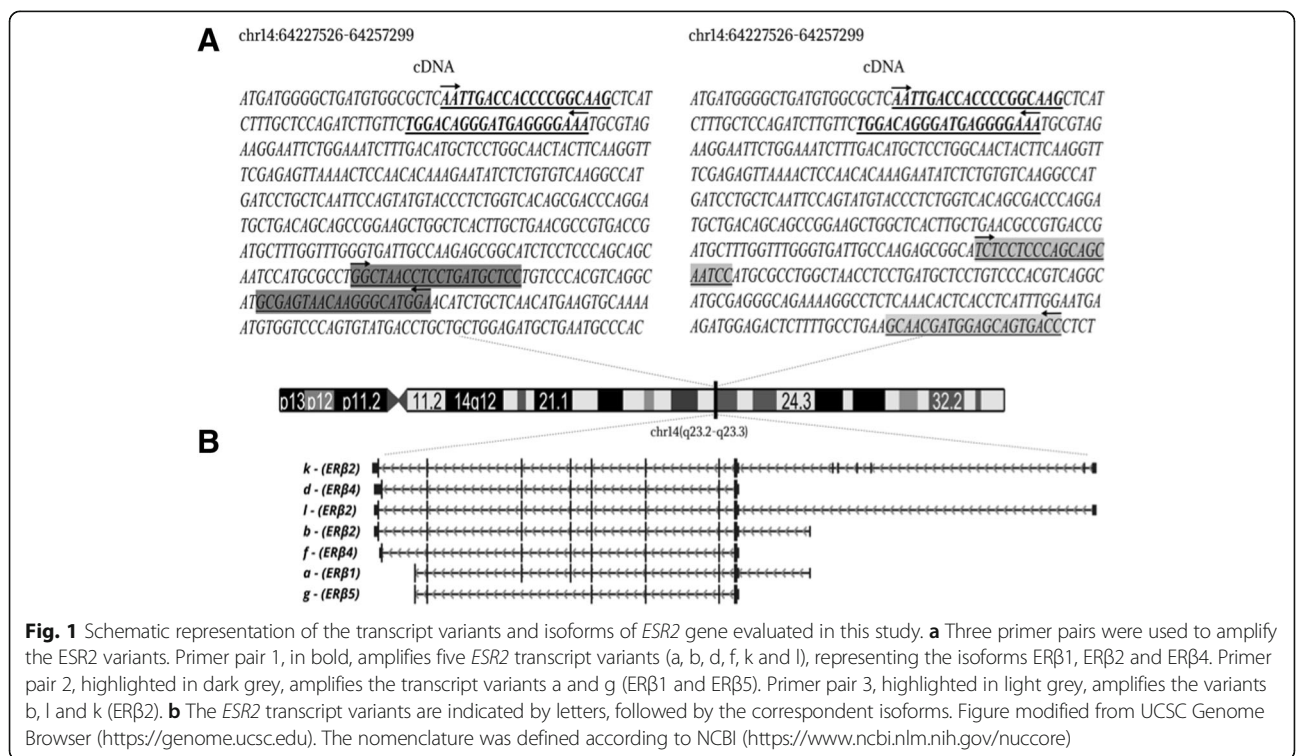 A
chr14:64227526-64257299
cDNA
ATGATGGGGCTGATGTGGCGCTCAATTGACCACCCCGGCAAGCTCAT
CTTTGCTCCAGATCTTGTTCTGGACAGGGATGAGGGGAAATGCGTAG
AAGGAATTCTGGAAATCTTTGACATGCTCCTGGCAACTACTTCAAGGTT
TCGAGAGTTAAAACTCCAACACAAAGAATATCTCTGTGTCAAGGCCAT
GATCCTGCTCAATTCCAGTATGTACCCTCTGGTCACAGCGACCCAGGA
TGCTGACAGCAGCCGGAAGCTGGCTCACTTGCTGAACGCCGTGACCG
ATGCTTTGGTTTGGGTGATTGCCAAGAGCGGCATCTCCTCCCAGCAGC
AATCCATGCGCCTGGCTAACCTCCTGATGCTCCTGTCCCACGTCAGGC
ATGCGAGTAACAAGGGCATGGAACATCTGCTCAACATGAAGTGCAAAA
ATGTGGTCCCAGTGTATGACCTGCTGCTGGAGATGCTGAATGCCCAC
chr14:64227526-64257299
cDNA
ATGATGGGGCTGATGTGGCGCTCAATTGACCACCCCGGCAAGCTCAT
CTTTGCTCCAGATCTTGTTCTGGACAGGGATGAGGGGAAATGCGTAG
AAGGAATTCTGGAAATCTTTGACATGCTCCTGGCAACTACTTCAAGGTT
TCGAGAGTTAAAACTCCAACACAAAGAATATCTCTGTGTCAAGGCCAT
GATCCTGCTCAATTCCAGTATGTACCCTCTGGTCACAGCGACCCAGGA
TGCTGACAGCAGCCGGAAGCTGGCTCACTTGCTGAACGCCGTGACCG
ATGCTTTGGTTTGGGTGATTGCCAAGAGCGGCATCTCCTCCCAGCAGC
AATCCATGCGCCTGGCTAACCTCCTGATGCTCCTGTCCCACGTCAGGC
ATGCGAGGGCAGAAAAGGCCTCTCAAACACTCACCTCATTTGGAATGA
AGATGGAGACTCTTTTGCCTGAAGCAACGATGGAGCAGTGACCCTCT
p13 p12 p11.2 11.2 14q12 21.1 24.3 32.2
chr14(q23.2-q23.3)
B
k - (ERβ2)
d - (ERβ4)
l - (ERβ2)
b - (ERβ2)
f - (ERβ4)
a - (ERβ1)
g - (ERβ5)
Fig. 1 Schematic representation of the transcript variants and isoforms of ESR2 gene evaluated in this study. a Three primer pairs were used to amplify
the ESR2 variants. Primer pair 1, in bold, amplifies five ESR2 transcript variants (a, b, d, f, k and l), representing the isoforms ERβ1, ERβ2 and ERβ4. Primer
pair 2, highlighted in dark grey, amplifies the transcript variants a and g (ERβ1 and ERβ5). Primer pair 3, highlighted in light grey, amplifies the variants
b, l and k (ERβ2). b The ESR2 transcript variants are indicated by letters, followed by the correspondent isoforms. Figure modified from UCSC Genome
Browser (https://genome.ucsc.edu). The nomenclature was defined according to NCBI (https://www.ncbi.nlm.nih.gov/nuccore)